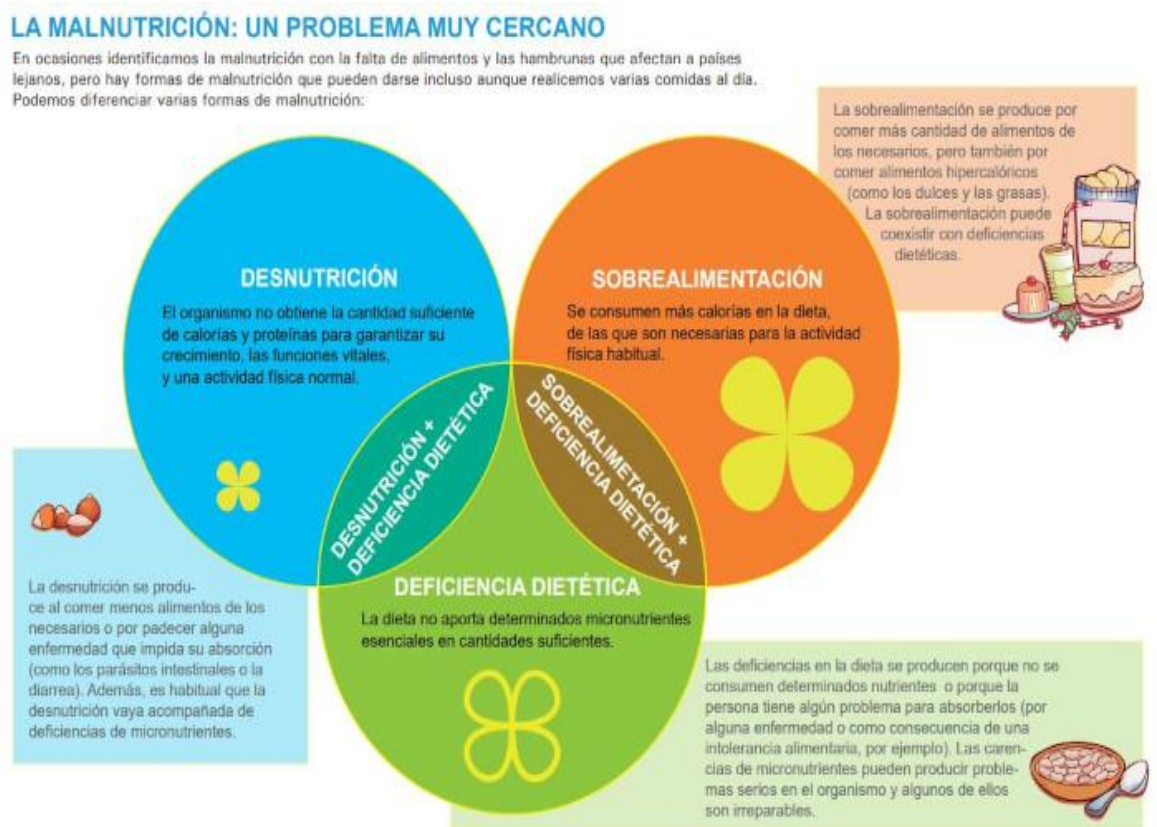 LA MALNUTRICIÓN: UN PROBLEMA MUY CERCANO
En ocasiones identificamos la malnutrición con la falta de alimentos y las hambrunas que afectan a países
lejanos, pero hay formas de malnutrición que pueden darse incluso aunque realicemos varias comidas al día.
Podemos diferenciar varias formas de malnutrición:
La sobrealimentación se produce por
comer más cantidad de alimentos de
los necesarios, pero también por
comer alimentos hipercalóricos
(como los dulces y las grasas).
La sobrealimentación puede
coexistir con deficiencias
dietéticas.
DESNUTRICIÓN
El organismo no obtiene la cantidad suficiente
de calorías y proteínas para garantizar su
crecimiento, las funciones vitales,
y una actividad física normal.
SOBREALIMENTACIÓN
Se consumen más calorías en la dieta,
de las que son necesarias para la actividad
física habitual.
DESNUTRICIÓN +
DEFICIENCIA DIETÉTICA
SOBREALIMETACIÓN +
DEFICIENCIA DIETÉTICA
DEFICIENCIA DIETÉTICA
La dieta no aporta determinados micronutrientes
esenciales en cantidades suficientes.
La desnutrición se produ-
ce al comer menos alimentos de los
necesarios o por padecer alguna
enfermedad que impida su absorción
(como los parásitos intestinales o la
diarrea). Además, es habitual que la
desnutrición vaya acompañada de
deficiencias de micronutrientes.
Las deficiencias en la dieta se producen porque no se
consumen determinados nutrientes o porque la
persona tiene algún problema para absorberlos (por
alguna enfermedad o como consecuencia de una
intolerancia alimentaria, por ejemplo). Las caren-
cias de micronutrientes pueden producir proble-
mas serios en el organismo y algunos de ellos
son irreparables.